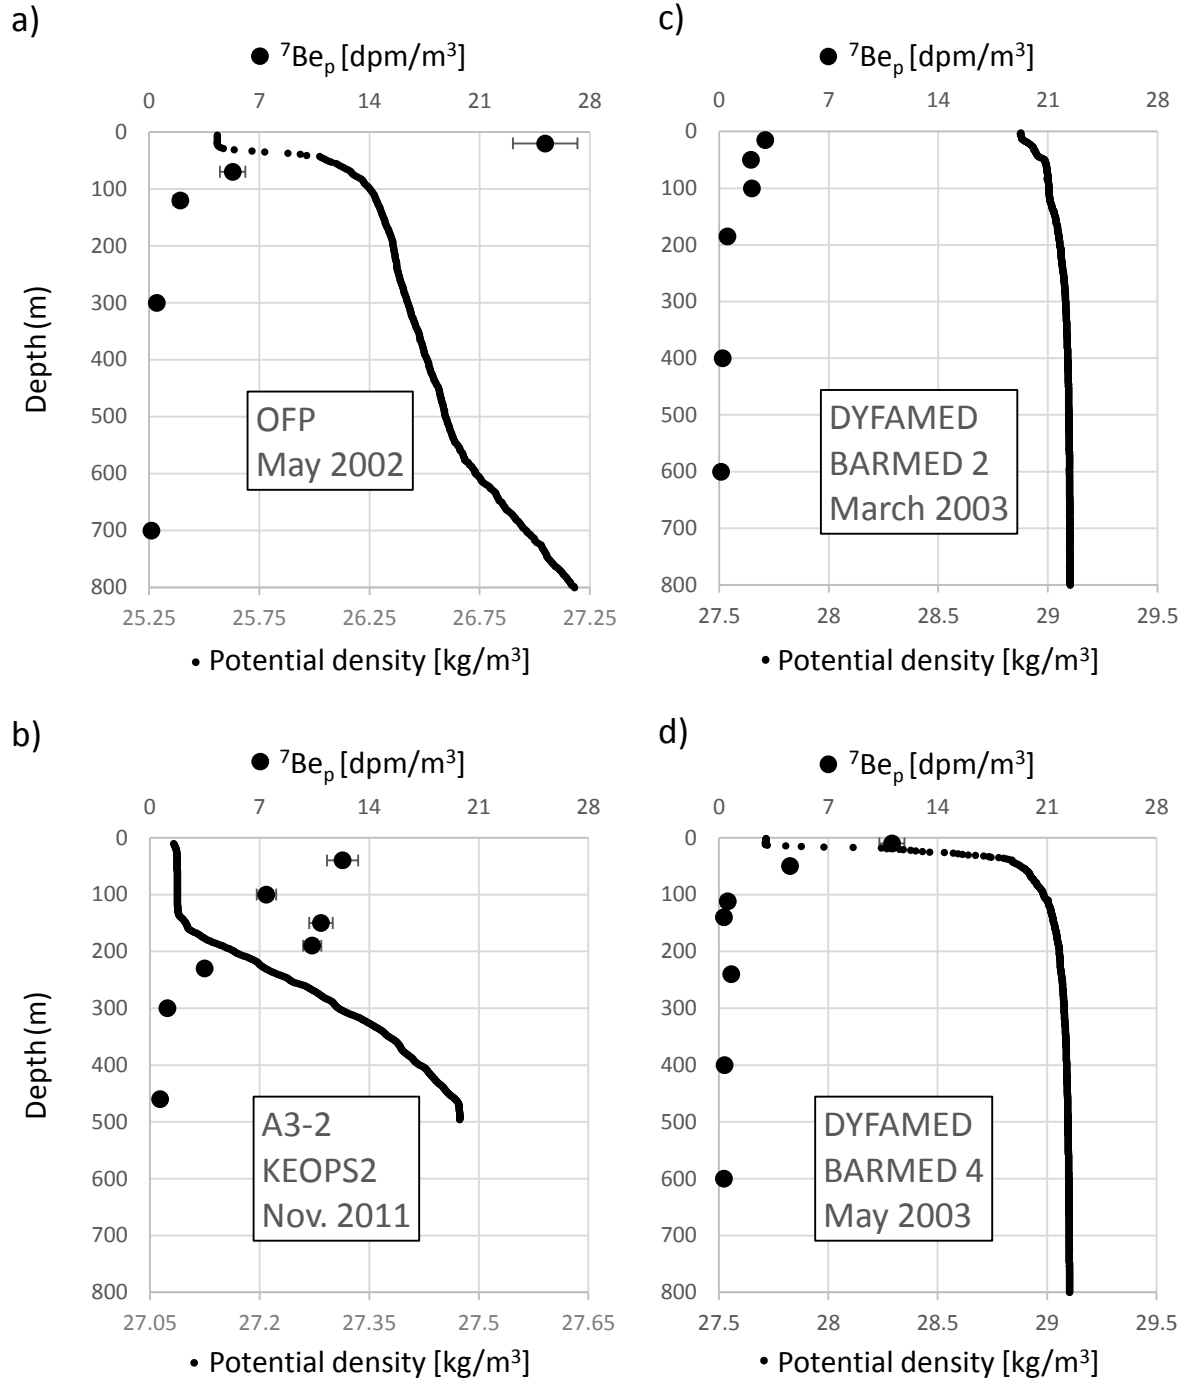 a)
● ⁷Beₚ [dpm/m³]
0 7 14 21 28
0
100
200
300
400
500
600
700
800
Depth (m)
OFP
May 2002
25.25 25.75 26.25 26.75 27.25
• Potential density [kg/m³]
c)
● ⁷Beₚ [dpm/m³]
0 7 14 21 28
0
100
200
300
400
500
600
700
800
DYFAMED
BARMED 2
March 2003
27.5 28 28.5 29 29.5
• Potential density [kg/m³]
b)
● ⁷Beₚ [dpm/m³]
0 7 14 21 28
0
100
200
300
400
500
600
700
800
Depth (m)
A3-2
KEOPS2
Nov. 2011
27.05 27.2 27.35 27.5 27.65
• Potential density [kg/m³]
d)
● ⁷Beₚ [dpm/m³]
0 7 14 21 28
0
100
200
300
400
500
600
700
800
DYFAMED
BARMED 4
May 2003
27.5 28 28.5 29 29.5
• Potential density [kg/m³]